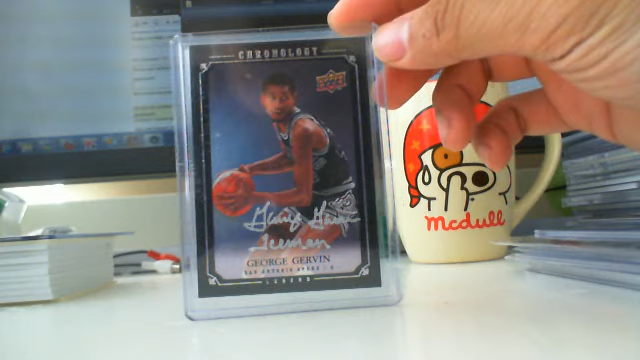 CHRONOLOGY
George Gervin
Iceman
GEORGE GERVIN
SAN ANTONIO SPURS / G
LEGEND
Mcdull